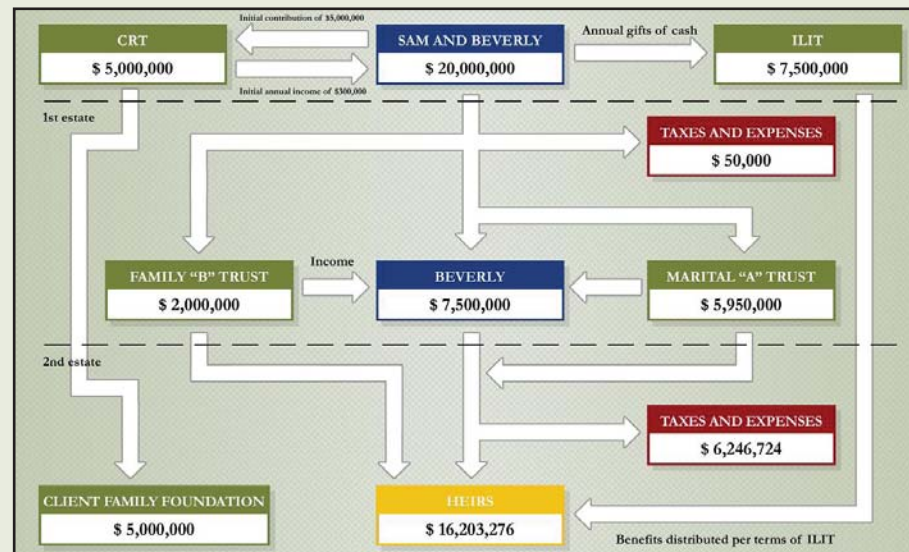 Initial contribution of $5,000,000
CRT
$ 5,000,000
SAM AND BEVERLY
$ 20,000,000
Annual gifts of cash
ILIT
$ 7,500,000
Initial annual income of $300,000
1st estate
TAXES AND EXPENSES
$ 50,000
FAMILY “B” TRUST
$ 2,000,000
Income
BEVERLY
$ 7,500,000
MARITAL “A” TRUST
$ 5,950,000
2nd estate
TAXES AND EXPENSES
$ 6,246,724
CLIENT FAMILY FOUNDATION
$ 5,000,000
HEIRS
$ 16,203,276
Benefits distributed per terms of ILIT